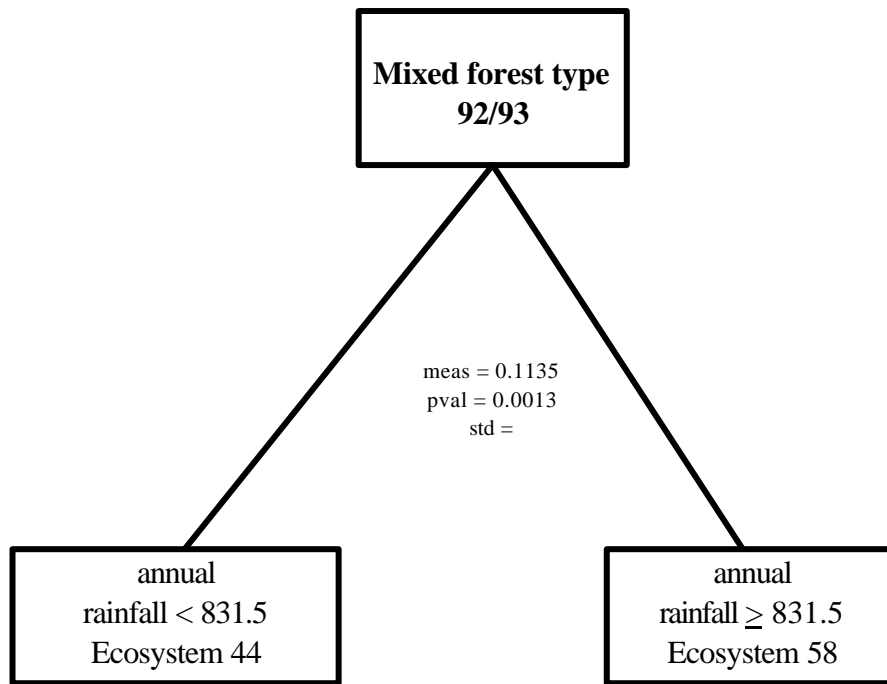 Mixed forest type
92/93
meas = 0.1135
pval = 0.0013
std =
annual
rainfall < 831.5
Ecosystem 44
annual
rainfall ≥ 831.5
Ecosystem 58